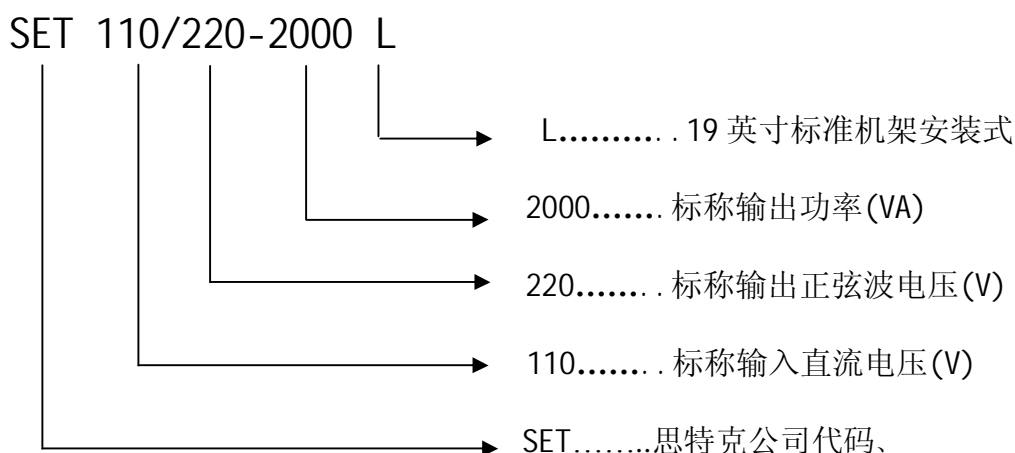 SET 110/220-2000 L
L...........19 英寸标准机架安装式
2000.......标称输出功率(VA)
220........标称输出正弦波电压(V)
110........标称输入直流电压(V)
SET……...思特克公司代码、